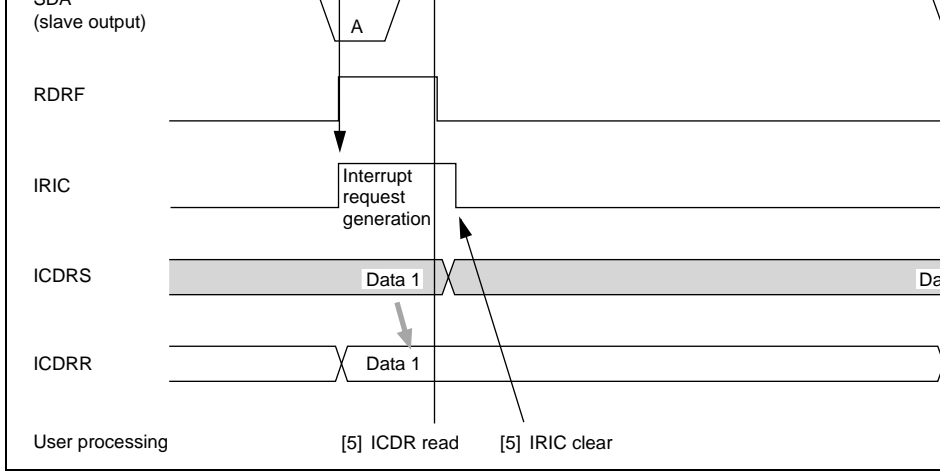 SDA
(slave output)
A
RDRF
IRIC
Interrupt
request
generation
ICDRS
Data 1
ICDRR
Data 1
User processing
[5] ICDR read
[5] IRIC clear